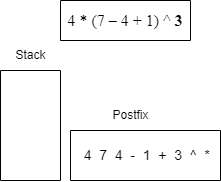 4 * (7 – 4 + 1) ^ 3
Stack
Postfix
4 7 4 - 1 + 3 ^ *